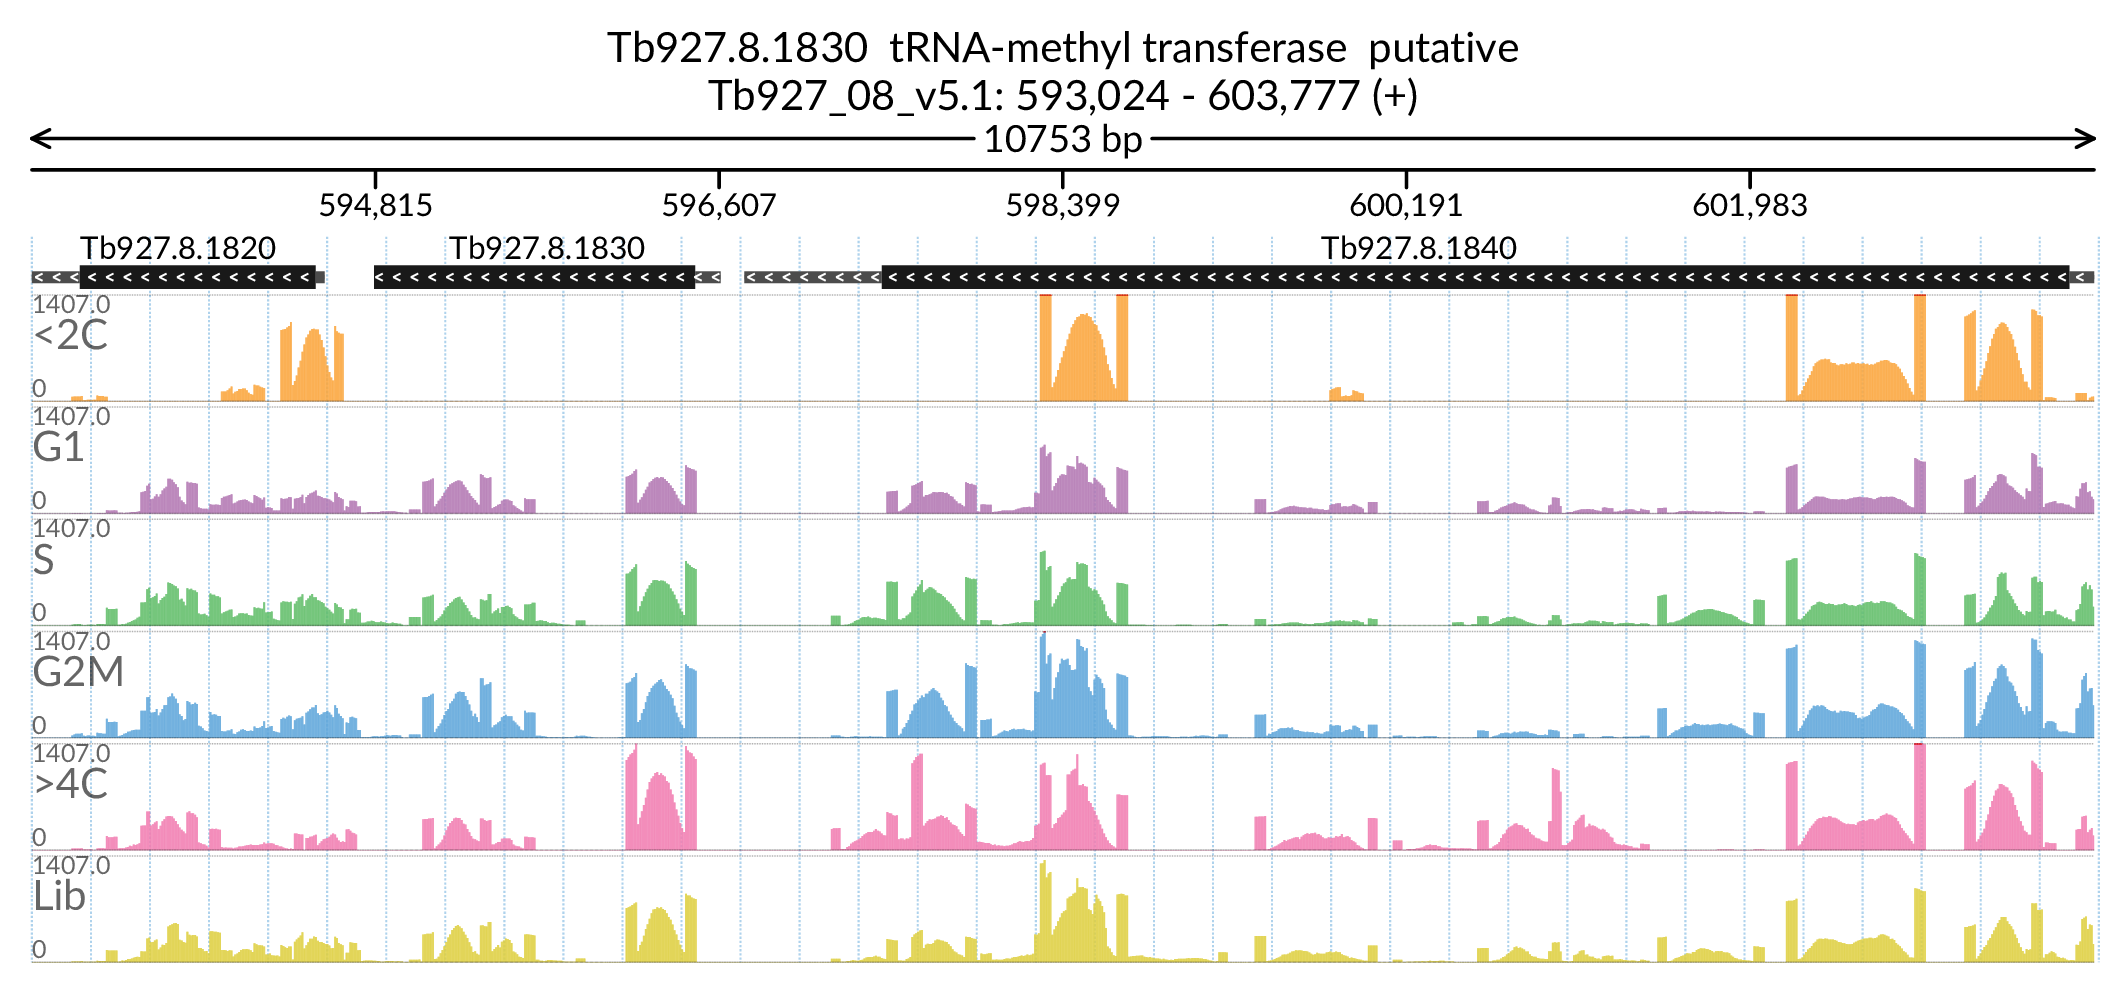 Tb927.8.1830 tRNA-methyl transferase putative
Tb927_08_v5.1: 593,024 - 603,777 (+)
10753 bp
594,815 596,607 598,399 600,191 601,983
Tb927.8.1820 Tb927.8.1830 Tb927.8.1840
1407.0
<2C
0
1407.0
G1
0
1407.0
S
0
1407.0
G2M
0
1407.0
>4C
0
1407.0
Lib
0